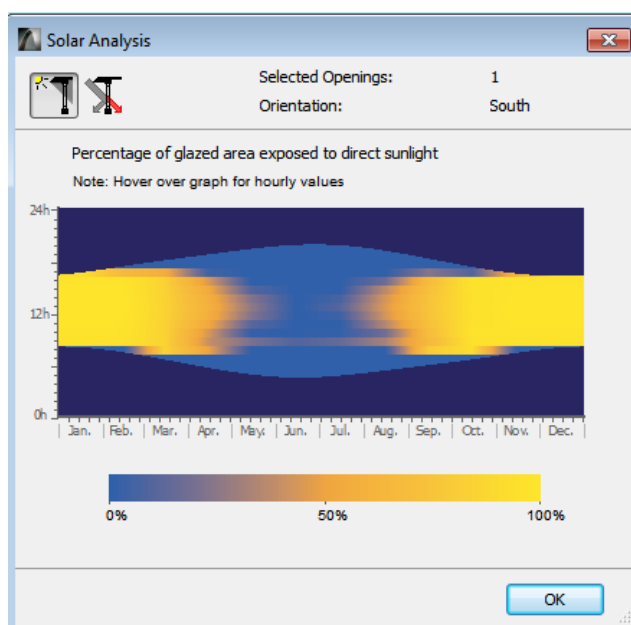 Solar Analysis
Selected Openings: 1
Orientation: South
Percentage of glazed area exposed to direct sunlight
Note: Hover over graph for hourly values
24h
12h
0h
| Jan. | Feb. | Mar. | Apr. | May. | Jun. | Jul. | Aug. | Sep. | Oct. | Nov. | Dec. |
0% 50% 100%
OK